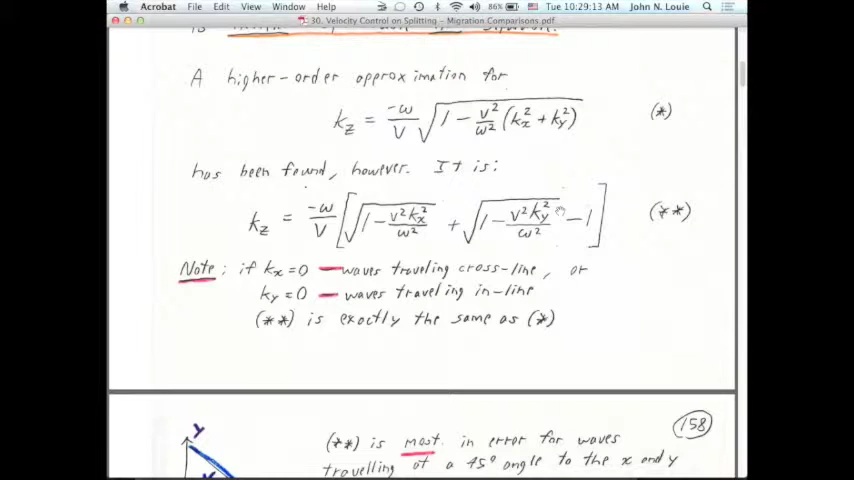 Acrobat File Edit View Window Help 86% Tue 10:29:13 AM John N. Louie
30. Velocity Control on Splitting – Migration Comparisons.pdf
A higher-order approximation for
k_z = -ω/V √(1 - v²/ω² (k_x² + k_y²)) (*)
has been found, however. It is:
k_z = -ω/V [√(1 - v²k_x²/ω²) + √(1 - v²k_y²/ω²) - 1] (**)
Note: if k_x = 0 — waves traveling cross-line, or
k_y = 0 — waves traveling in-line
(**) is exactly the same as (*)
158
Y
(**) is most in error for waves
travelling at a 45° angle to the x and y